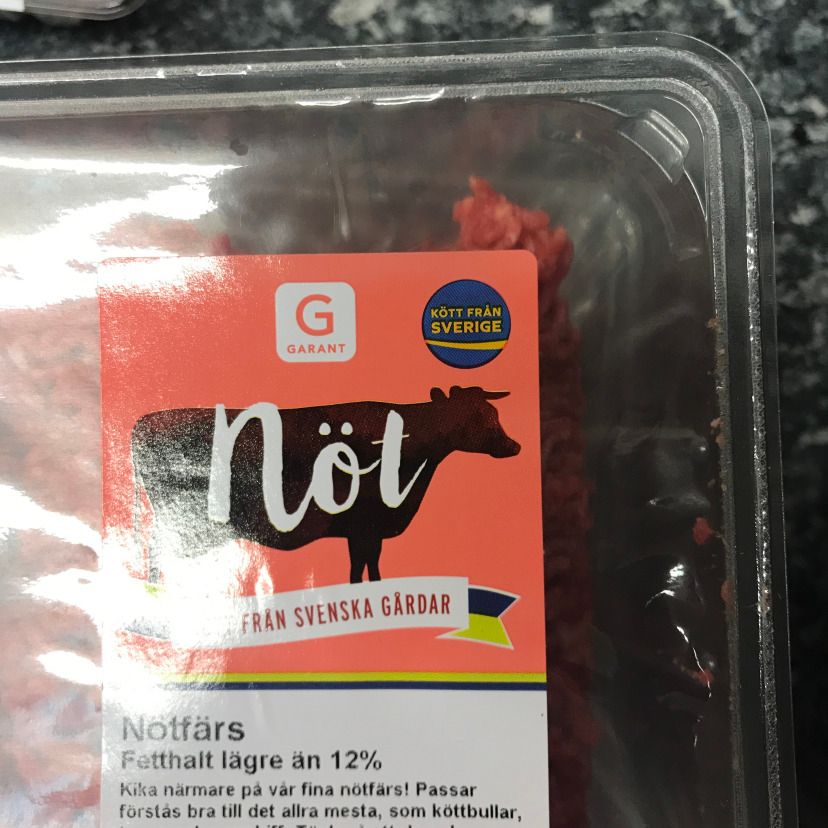 G
GARANT
KÖTT FRÅN
SVERIGE
Nöt
FRÅN SVENSKA GÅRDAR
Nötfärs
Fetthalt lägre än 12%
Kika närmare på vår fina nötfärs! Passar
förstås bra till det allra mesta, som köttbullar,